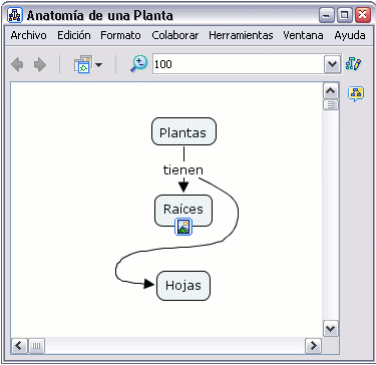 Anatomía de una Planta
Archivo Edición Formato Colaborar Herramientas Ventana Ayuda
100
Plantas
tienen
Raíces
Hojas